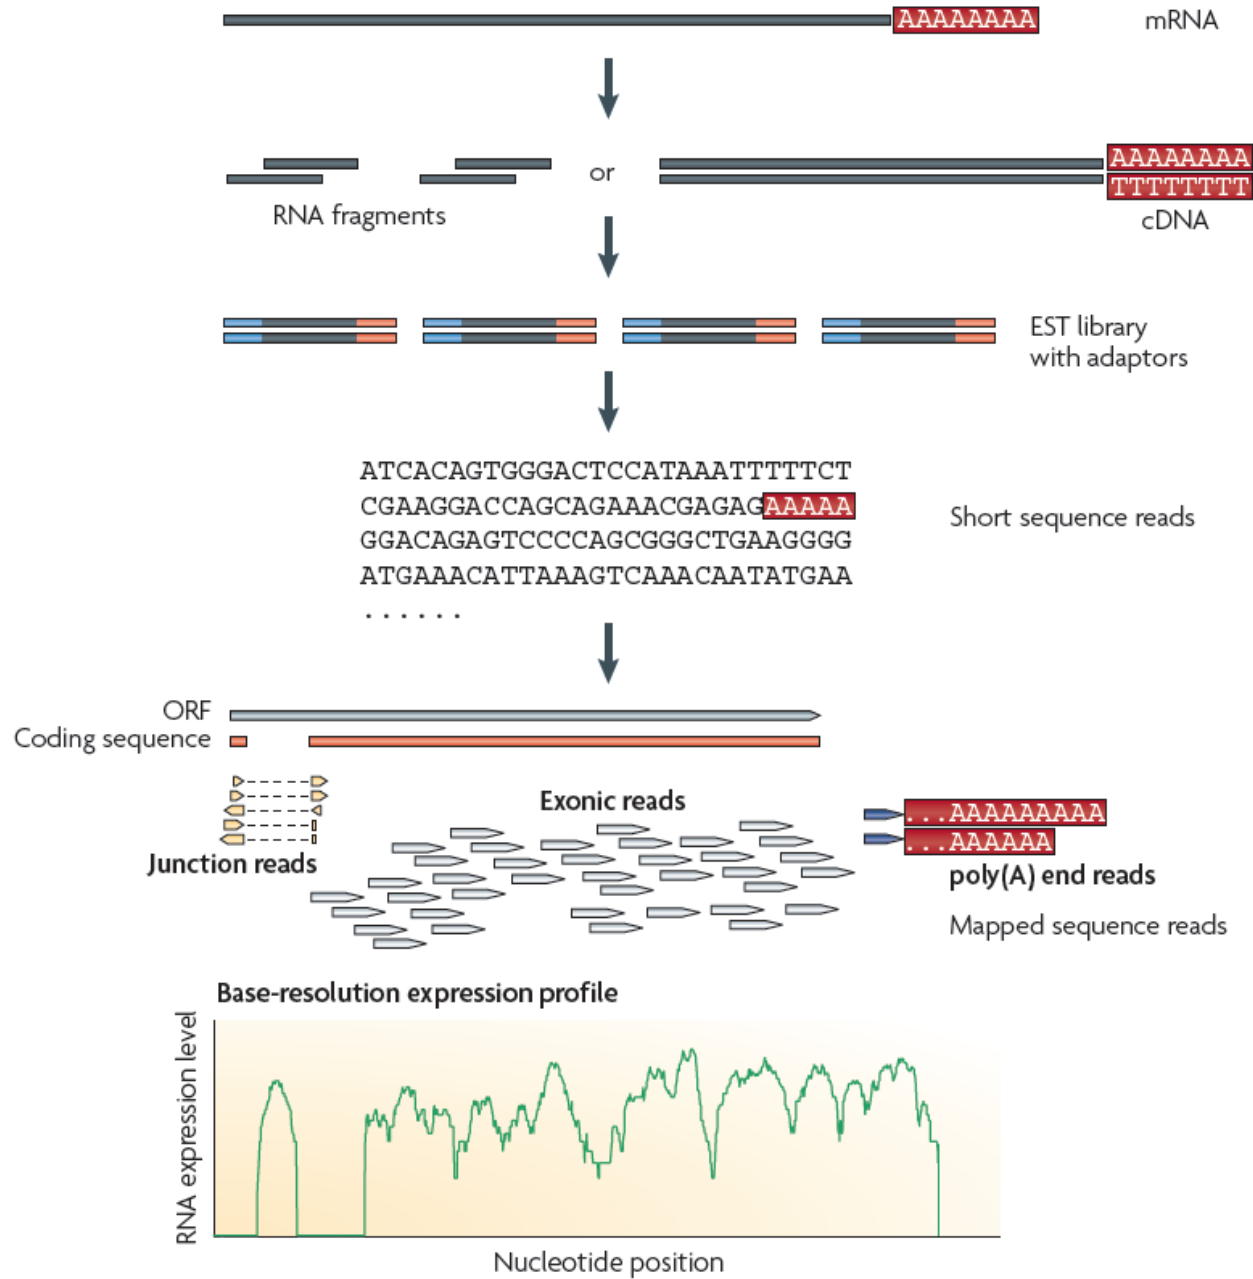 AAAAAAAA
mRNA
or
AAAAAAAA
TTTTTTTT
RNA fragments
cDNA
EST library
with adaptors
ATCACAGTGGGACTCCATAAATTTTTCT
CGAAGGACCAGCAGAAACGAGAGAAAAA
GGACAGAGTCCCCAGCGGGCTGAAGGGG
ATGAAACATTAAAGTCAAACAATATGAA
......
Short sequence reads
ORF
Coding sequence
Junction reads
Exonic reads
...AAAAAAAAA
...AAAAAA
poly(A) end reads
Mapped sequence reads
Base-resolution expression profile
RNA expression level
Nucleotide position